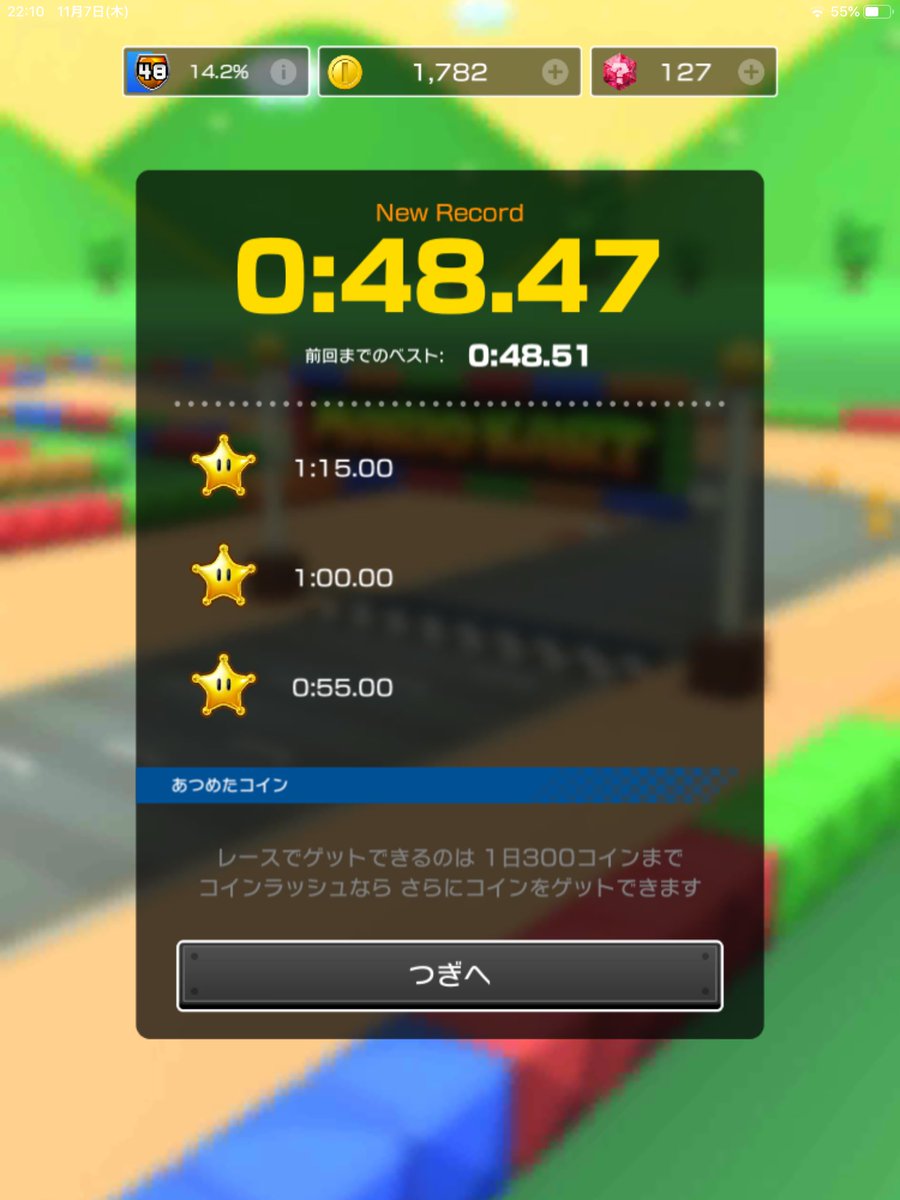 22:10 11月7日(木)
55%
48 14.2% i 1,782 + ? 127 +
New Record
0:48.47
前回までのベスト: 0:48.51
MARIO KART
1:15.00
1:00.00
0:55.00
あつめたコイン
レースでゲットできるのは 1日300コインまで
コインラッシュなら さらにコインをゲットできます
つぎへ